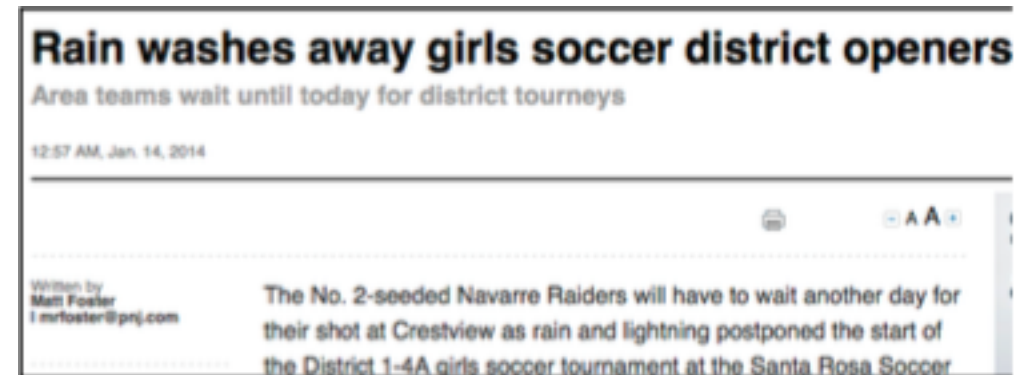 Rain washes away girls soccer district openers
Area teams wait until today for district tourneys
12:57 AM, Jan. 14, 2014
- A A +
Written by
Matt Foster
| mrfoster@pnj.com
The No. 2-seeded Navarre Raiders will have to wait another day for
their shot at Crestview as rain and lightning postponed the start of
the District 1-4A girls soccer tournament at the Santa Rosa Soccer